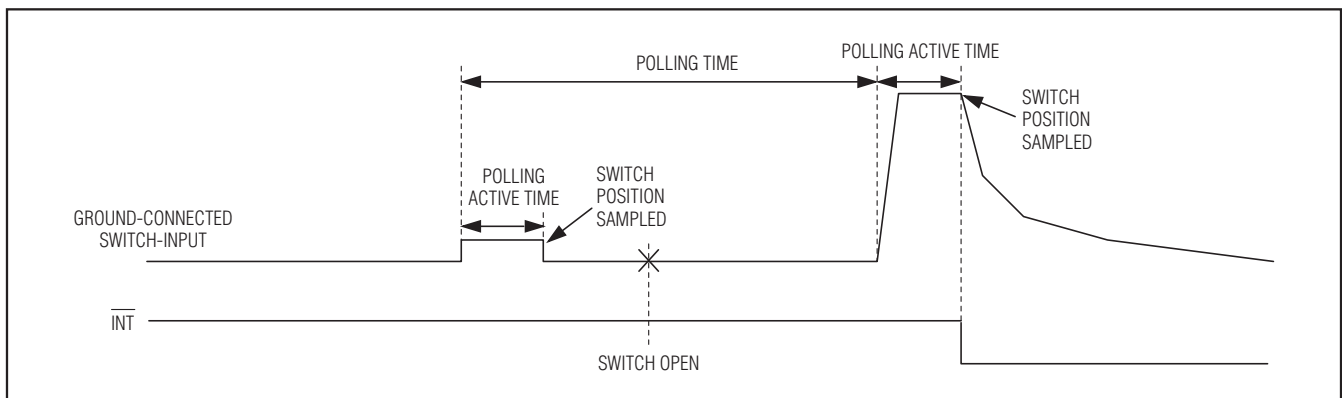 POLLING ACTIVE TIME
POLLING TIME
SWITCH
POSITION
SAMPLED
POLLING
ACTIVE TIME
SWITCH
POSITION
SAMPLED
GROUND-CONNECTED
SWITCH-INPUT
INT
SWITCH OPEN